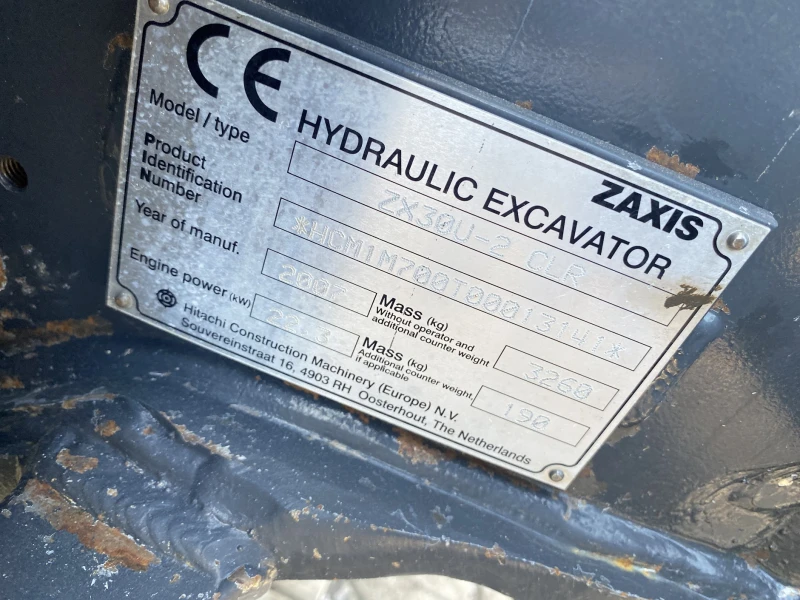 CE
HYDRAULIC EXCAVATOR
ZAXIS
Model / type
ZX30U-2 CLR
Product
Identification
Number
*HCM1M700T00013141*
Year of manuf.
Mass (kg)
Without operator and
additional counter weight
3260
Engine power (kw)
Mass (kg)
Additional counter weight,
if applicable
190
Hitachi Construction Machinery (Europe) N.V.
Souvereinstraat 16, 4903 RH Oosterhout, The Netherlands